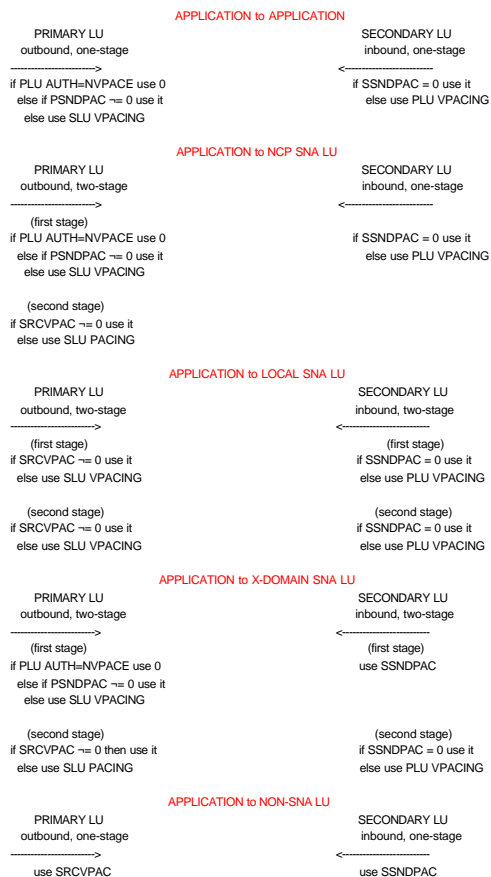 APPLICATION to APPLICATION
PRIMARY LU SECONDARY LU
outbound, one-stage inbound, one-stage
-------------------------> <--------------------------
if PLU AUTH=NVPACE use 0 if SSNDPAC = 0 use it
else if PSNDPAC ¬= 0 use it else use PLU VPACING
else use SLU VPACING
APPLICATION to NCP SNA LU
PRIMARY LU SECONDARY LU
outbound, two-stage inbound, one-stage
-------------------------> <--------------------------
(first stage)
if PLU AUTH=NVPACE use 0 if SSNDPAC = 0 use it
else if PSNDPAC ¬= 0 use it else use PLU VPACING
else use SLU VPACING
(second stage)
if SRCVPAC ¬= 0 use it
else use SLU PACING
APPLICATION to LOCAL SNA LU
PRIMARY LU SECONDARY LU
outbound, two-stage inbound, two-stage
-------------------------> <--------------------------
(first stage) (first stage)
if SRCVPAC ¬= 0 use it if SSNDPAC = 0 use it
else use SLU VPACING else use PLU VPACING
(second stage) (second stage)
if SRCVPAC ¬= 0 use it if SSNDPAC = 0 use it
else use SLU VPACING else use PLU VPACING
APPLICATION to X-DOMAIN SNA LU
PRIMARY LU SECONDARY LU
outbound, two-stage inbound, two-stage
-------------------------> <--------------------------
(first stage) (first stage)
if PLU AUTH=NVPACE use 0 use SSNDPAC
else if PSNDPAC ¬= 0 use it
else use SLU VPACING
(second stage) (second stage)
if SRCVPAC ¬= 0 then use it if SSNDPAC = 0 use it
else use SLU PACING else use PLU VPACING
APPLICATION to NON-SNA LU
PRIMARY LU SECONDARY LU
outbound, one-stage inbound, one-stage
-------------------------> <--------------------------
use SRCVPAC use SSNDPAC